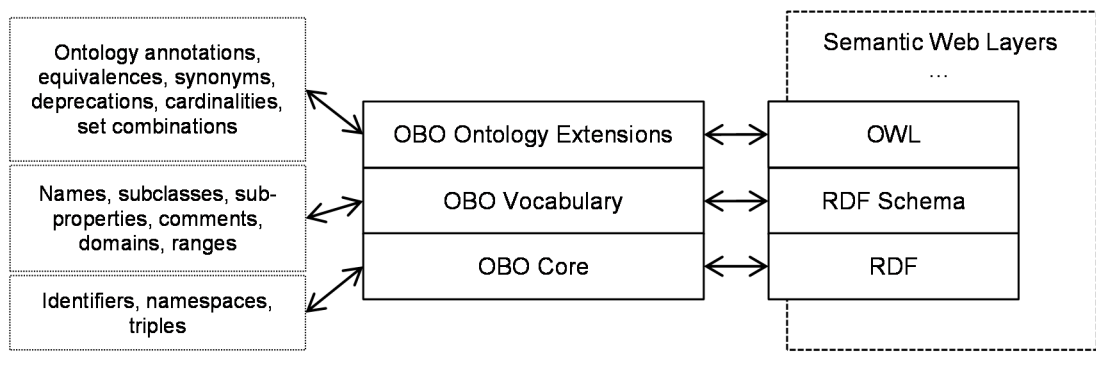 Ontology annotations,
equivalences, synonyms,
deprecations, cardinalities,
set combinations
Names, subclasses, sub-
properties, comments,
domains, ranges
Identifiers, namespaces,
triples
OBO Ontology Extensions
OBO Vocabulary
OBO Core
Semantic Web Layers
...
OWL
RDF Schema
RDF